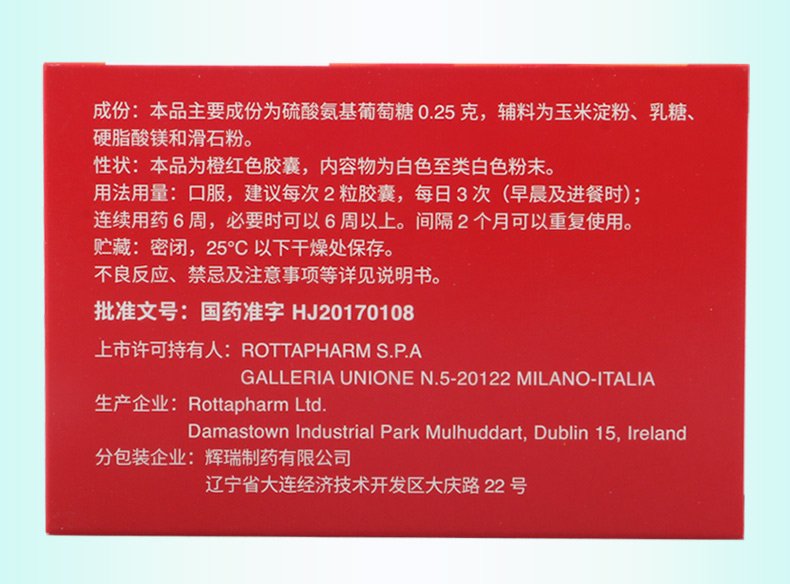 成份：本品主要成份为硫酸氨基葡萄糖 0.25 克，辅料为玉米淀粉、乳糖、
硬脂酸镁和滑石粉。
性状：本品为橙红色胶囊，内容物为白色至类白色粉末。
用法用量：口服，建议每次 2 粒胶囊，每日 3 次（早晨及进餐时）；
连续用药 6 周，必要时可以 6 周以上。间隔 2 个月可以重复使用。
贮藏：密闭，25℃ 以下干燥处保存。
不良反应、禁忌及注意事项等详见说明书。
批准文号：国药准字 HJ20170108
上市许可持有人：ROTTAPHARM S.P.A
GALLERIA UNIONE N.5-20122 MILANO-ITALIA
生产企业：Rottapharm Ltd.
Damastown Industrial Park Mulhuddart, Dublin 15, Ireland
分包装企业：辉瑞制药有限公司
辽宁省大连经济技术开发区大庆路 22 号